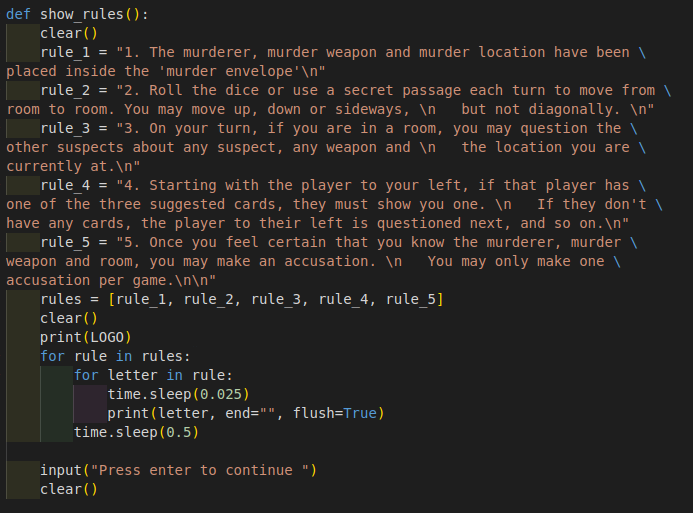 def show_rules():
    clear()
    rule_1 = "1. The murderer, murder weapon and murder location have been \
placed inside the 'murder envelope'\n"
    rule_2 = "2. Roll the dice or use a secret passage each turn to move from \
room to room. You may move up, down or sideways, \n   but not diagonally. \n"
    rule_3 = "3. On your turn, if you are in a room, you may question the \
other suspects about any suspect, any weapon and \n   the location you are \
currently at.\n"
    rule_4 = "4. Starting with the player to your left, if that player has \
one of the three suggested cards, they must show you one. \n   If they don't \
have any cards, the player to their left is questioned next, and so on.\n"
    rule_5 = "5. Once you feel certain that you know the murderer, murder \
weapon and room, you may make an accusation. \n   You may only make one \
accusation per game.\n\n"
    rules = [rule_1, rule_2, rule_3, rule_4, rule_5]
    clear()
    print(LOGO)
    for rule in rules:
        for letter in rule:
            time.sleep(0.025)
            print(letter, end="", flush=True)
        time.sleep(0.5)

    input("Press enter to continue ")
    clear()